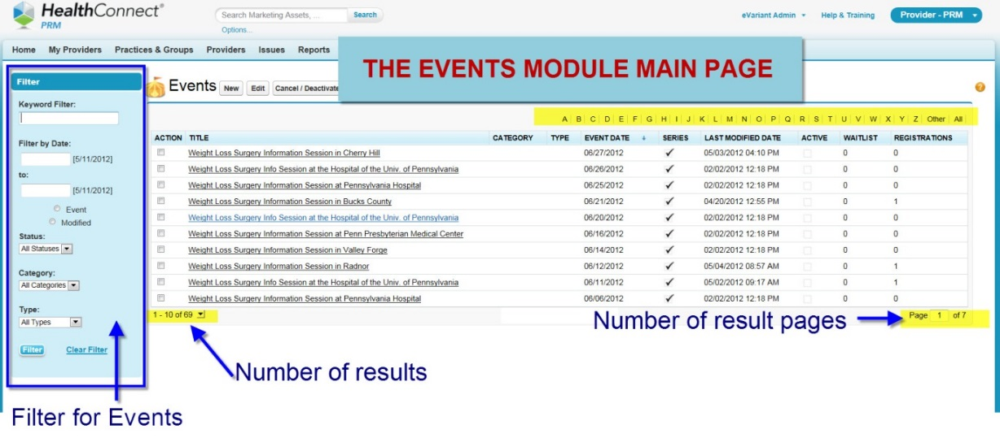 HealthConnect®
PRM
Search Marketing Assets, ...
Search
Options...
eVariant Admin
Help & Training
Provider - PRM
Home My Providers Practices & Groups Providers Issues Reports
THE EVENTS MODULE MAIN PAGE
Filter
Keyword Filter:
Filter by Date:
[5/11/2012]
to:
[5/11/2012]
Event
Modified
Status:
All Statuses
Category:
All Categories
Type:
All Types
Filter Clear Filter
Events New Edit Cancel / Deactivate
A B C D E F G H I J K L M N O P Q R S T U V W X Y Z Other All
ACTION TITLE CATEGORY TYPE EVENT DATE SERIES LAST MODIFIED DATE ACTIVE WAITLIST REGISTRATIONS
Weight Loss Surgery Information Session in Cherry Hill 06/27/2012 ✓ 05/03/2012 04:10 PM 0 0
Weight Loss Surgery Info Session at the Hospital of the Univ. of Pennsylvania 06/26/2012 ✓ 02/02/2012 12:18 PM 0 0
Weight Loss Surgery Information Session at Pennsylvania Hospital 06/25/2012 ✓ 02/02/2012 12:18 PM 0 0
Weight Loss Surgery Information Session in Bucks County 06/21/2012 ✓ 04/20/2012 12:55 PM 0 1
Weight Loss Surgery Info Session at the Hospital of the Univ. of Pennsylvania 06/20/2012 ✓ 02/02/2012 12:18 PM 0 0
Weight Loss Surgery Information Session at Penn Presbyterian Medical Center 06/16/2012 ✓ 02/02/2012 12:18 PM 0 0
Weight Loss Surgery Information Session in Valley Forge 06/14/2012 ✓ 02/02/2012 12:18 PM 0 0
Weight Loss Surgery Information Session in Radnor 06/12/2012 ✓ 05/04/2012 08:57 AM 0 1
Weight Loss Surgery Info Session at the Hospital of the Univ. of Pennsylvania 06/11/2012 ✓ 05/02/2012 09:17 AM 0 1
Weight Loss Surgery Information Session at Pennsylvania Hospital 06/06/2012 ✓ 02/02/2012 12:18 PM 0 0
1 - 10 of 69
Number of result pages
Page 1 of 7
Number of results
Filter for Events